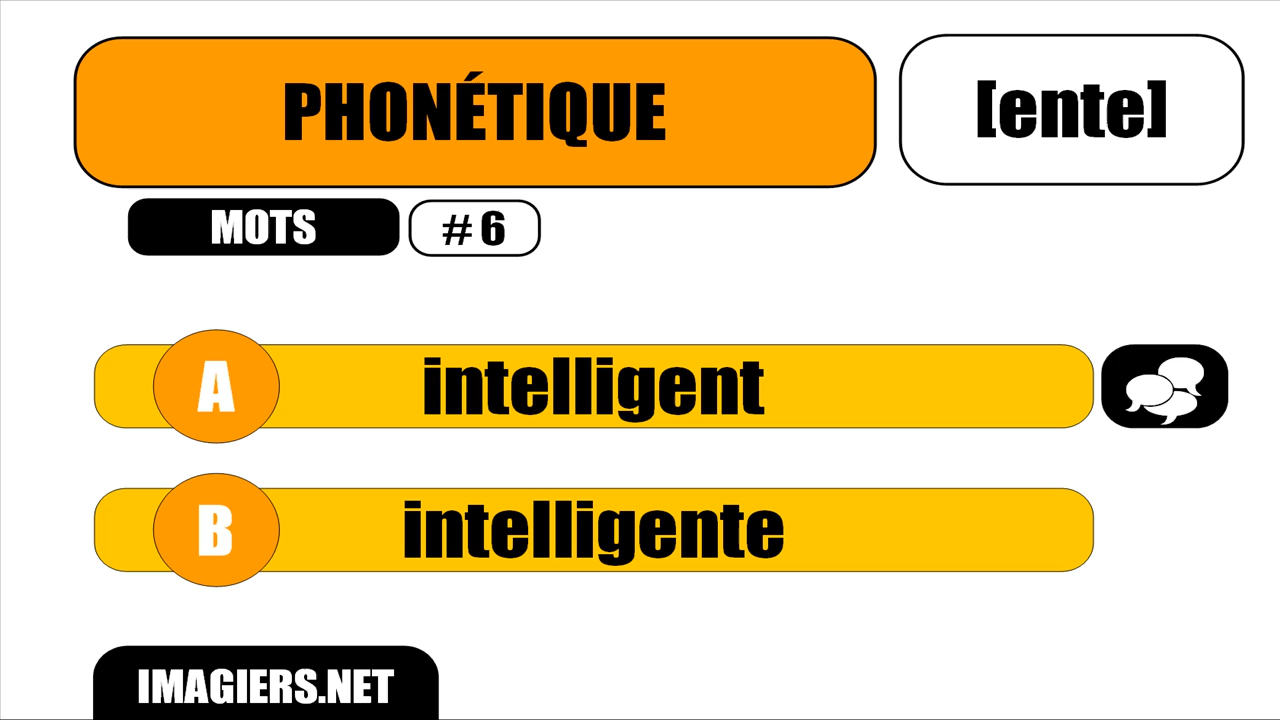 PHONÉTIQUE
[ente]
MOTS
# 6
A intelligent
B intelligente
IMAGIERS.NET